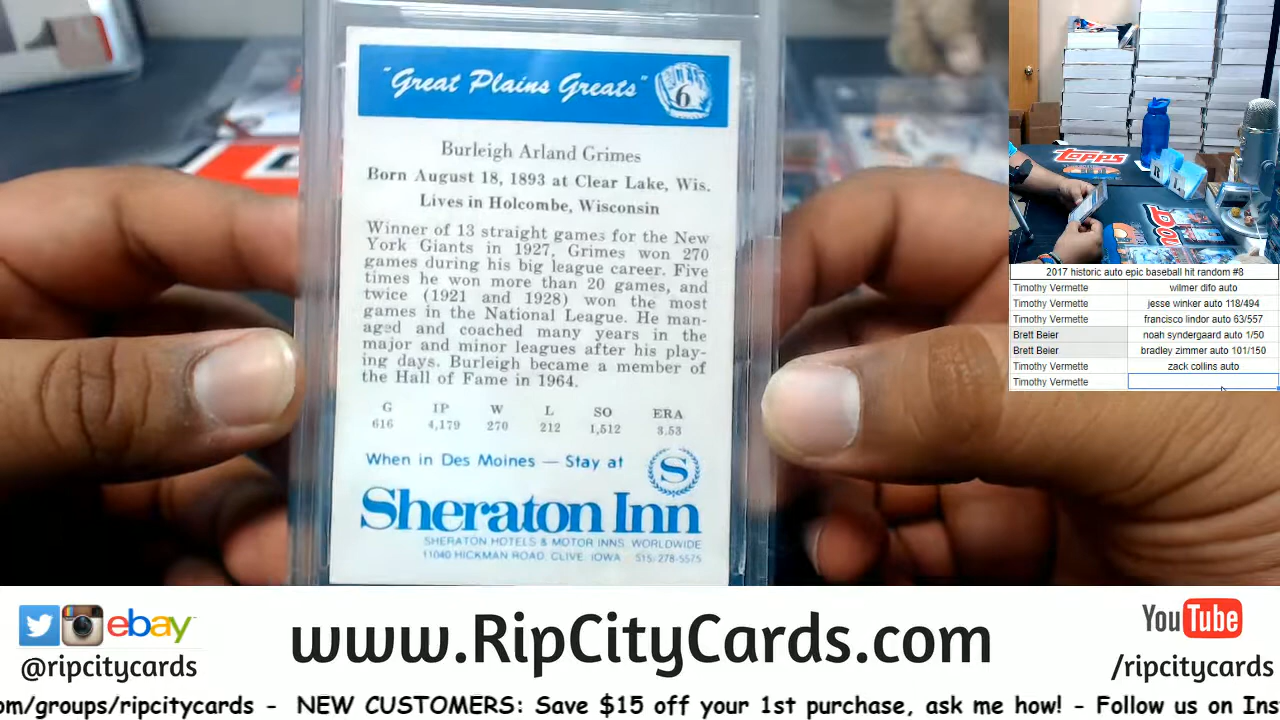 "Great Plains Greats" 6
Burleigh Arland Grimes
Born August 18, 1893 at Clear Lake, Wis.
Lives in Holcombe, Wisconsin
Winner of 13 straight games for the New
York Giants in 1927, Grimes won 270
games during his big league career. Five
times he won more than 20 games, and
twice (1921 and 1928) won the most
games in the National League. He man-
aged and coached many years in the
major and minor leagues after his play-
ing days. Burleigh became a member of
the Hall of Fame in 1964.
G IP W L SO ERA
616 4,179 270 212 1,512 3.53
When in Des Moines — Stay at
S
Sheraton Inn
SHERATON HOTELS & MOTOR INNS, WORLDWIDE
11040 HICKMAN ROAD, CLIVE, IOWA 515-278-5575
Topps
2017 historic auto epic baseball hit random #8
Timothy Vermette wilmer difo auto
Timothy Vermette jesse winker auto 118/494
Timothy Vermette francisco lindor auto 63/557
Brett Beier noah syndergaard auto 1/50
Brett Beier bradley zimmer auto 101/150
Timothy Vermette zack collins auto
Timothy Vermette
ebay
@ripcitycards
www.RipCityCards.com
YouTube
/ripcitycards
om/groups/ripcitycards - NEW CUSTOMERS: Save $15 off your 1st purchase, ask me how! - Follow us on Ins